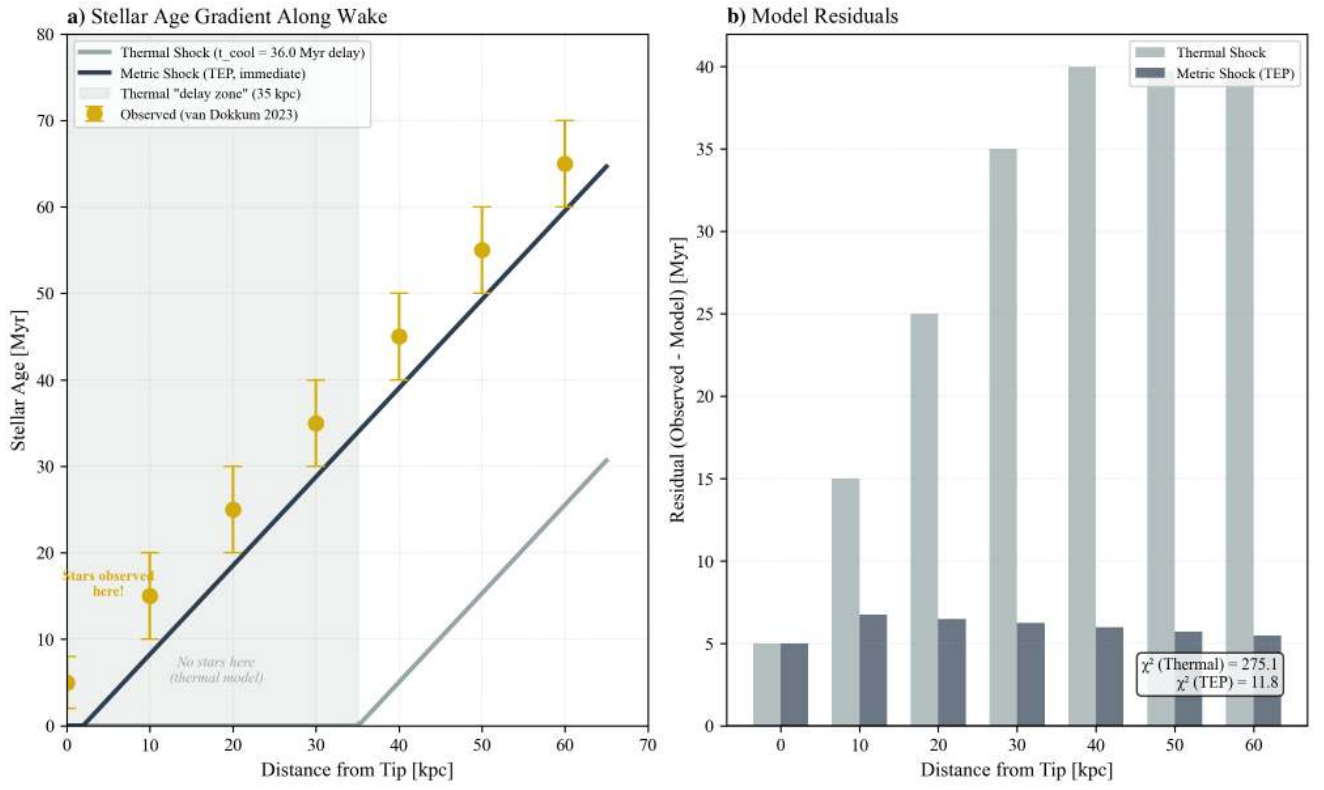 a) Stellar Age Gradient Along Wake
80
70
60
50
40
30
20
10
0
Stellar Age [Myr]
Thermal Shock (t_cool = 36.0 Myr delay)
Metric Shock (TEP, immediate)
Thermal "delay zone" (35 kpc)
Observed (van Dokkum 2023)
Stars observed
here!
No stars here
(thermal model)
0 10 20 30 40 50 60 70
Distance from Tip [kpc]
b) Model Residuals
40
35
30
25
20
15
10
5
0
Residual (Observed - Model) [Myr]
Thermal Shock
Metric Shock (TEP)
χ² (Thermal) = 275.1
χ² (TEP) = 11.8
0 10 20 30 40 50 60
Distance from Tip [kpc]